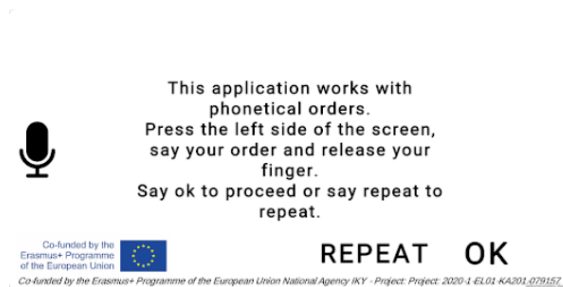 This application works with
phonetical orders.
Press the left side of the screen,
say your order and release your
finger.
Say ok to proceed or say repeat to
repeat.
Co-funded by the
Erasmus+ Programme
of the European Union
REPEAT OK
Co-funded by the Erasmus+ Programme of the European Union National Agency IKY - Project: Project: 2020-1-EL01-KA201-079157